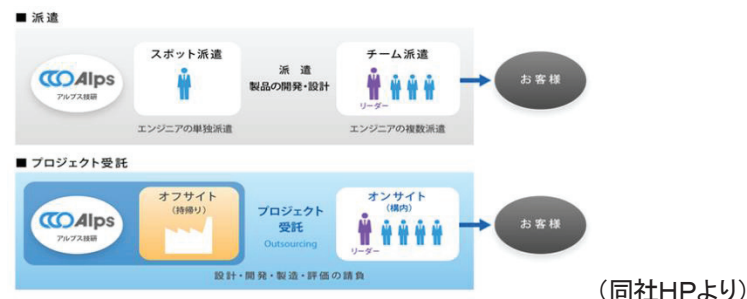 ■ 派遣
スポット派遣
チーム派遣
Alps
アルプス技研
派 遣
製品の開発・設計
リーダー
お客様
エンジニアの単独派遣
エンジニアの複数派遣
■ プロジェクト受託
オフサイト
(持帰り)
オンサイト
(構内)
Alps
アルプス技研
プロジェクト
受託
Outsourcing
リーダー
お客様
設計・開発・製造・評価の請負
(同社HPより)